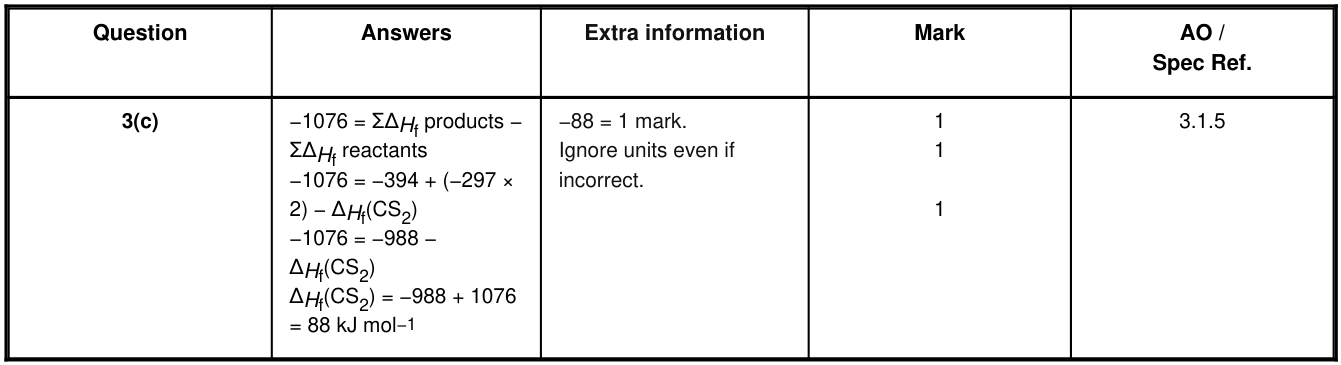 Question Answers Extra information Mark AO /
Spec Ref.
3(c)
−1076 = ΣΔHf products −
ΣΔHf reactants
−1076 = −394 + (−297 ×
2) − ΔHf(CS2)
−1076 = −988 −
ΔHf(CS2)
ΔHf(CS2) = −988 + 1076
= 88 kJ mol−1
−88 = 1 mark.
Ignore units even if
incorrect.
1
1
1
3.1.5